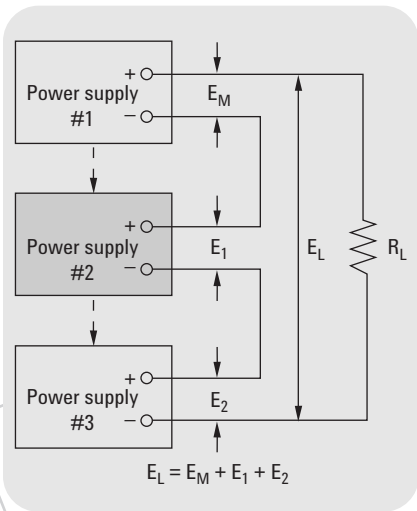 Power supply
#1
+
−
E_M
Power supply
#2
+
−
E_1
E_L
R_L
Power supply
#3
+
−
E_2
E_L = E_M + E_1 + E_2